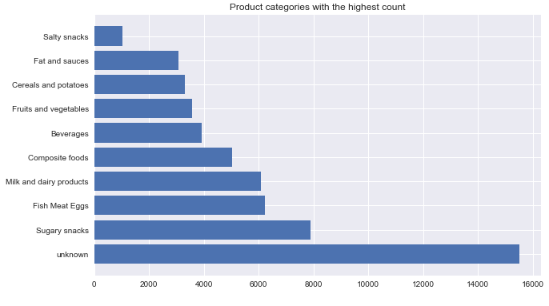 Product categories with the highest count
Salty snacks
Fat and sauces
Cereals and potatoes
Fruits and vegetables
Beverages
Composite foods
Milk and dairy products
Fish Meat Eggs
Sugary snacks
unknown
0 2000 4000 6000 8000 10000 12000 14000 16000